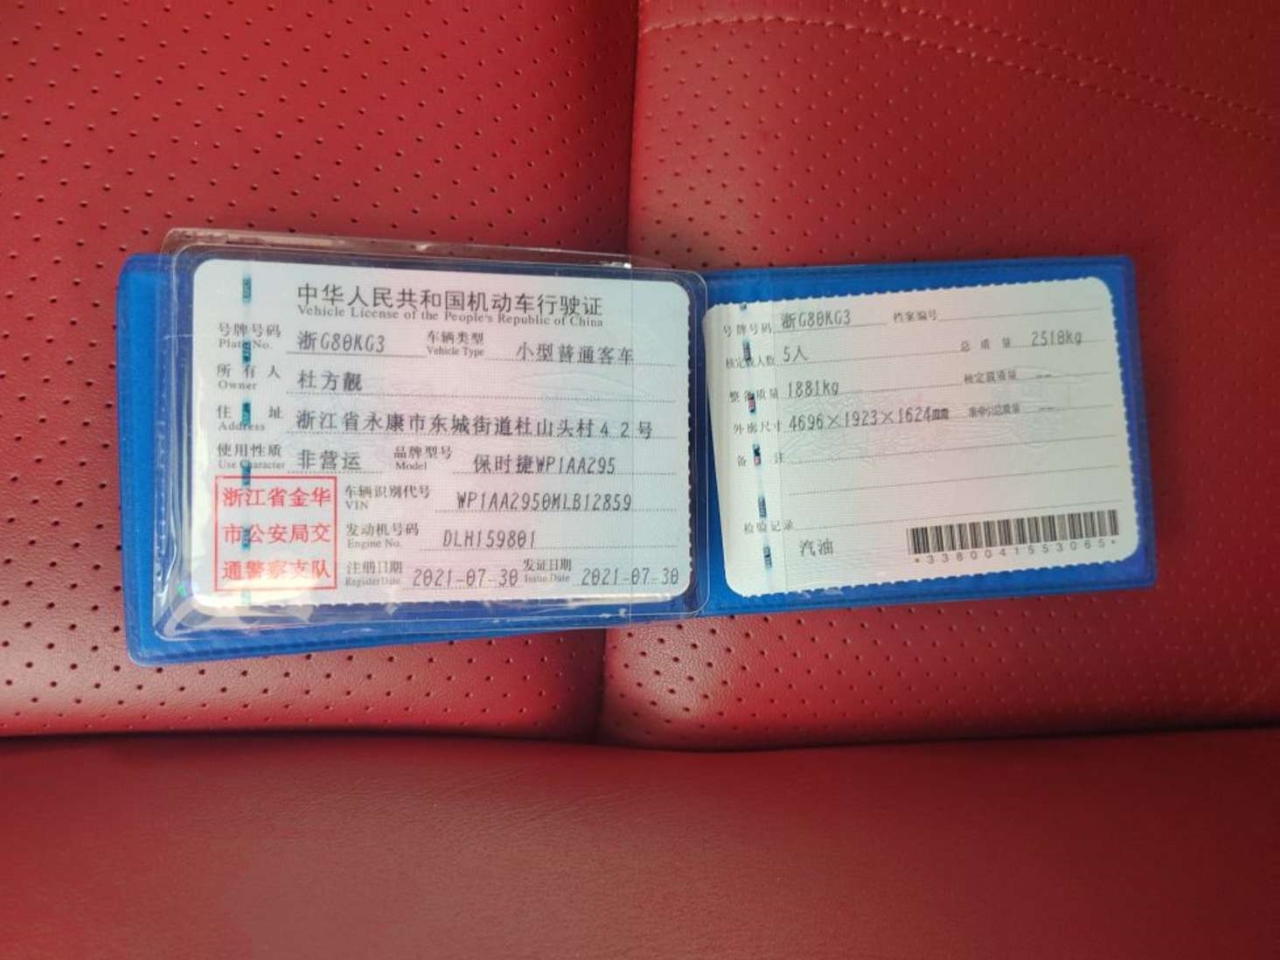 中华人民共和国机动车行驶证
Vehicle License of the People's Republic of China
号牌号码 浙G80KG3 车辆类型 小型普通客车
Plate No. Vehicle Type
所有人 杜方靓
Owner
住址 浙江省永康市东城街道杜山头村42号
Address
使用性质 非营运 品牌型号 保时捷WP1AA295
Use Character Model
浙江省金华
市公安局交
通警察支队
车辆识别代号 WP1AA2950MLB12859
VIN
发动机号码 DLH159801
Engine No.
注册日期 2021-07-30 发证日期 2021-07-30
Register Date Issue Date
号牌号码 浙G80KG3 档案编号
核定载人数 5人 总质量 2510kg
整备质量 1881kg 核定载质量 --
外廓尺寸 4696×1923×1624mm 准牵引总质量 --
备注
检验记录
汽油
*3380041553065*